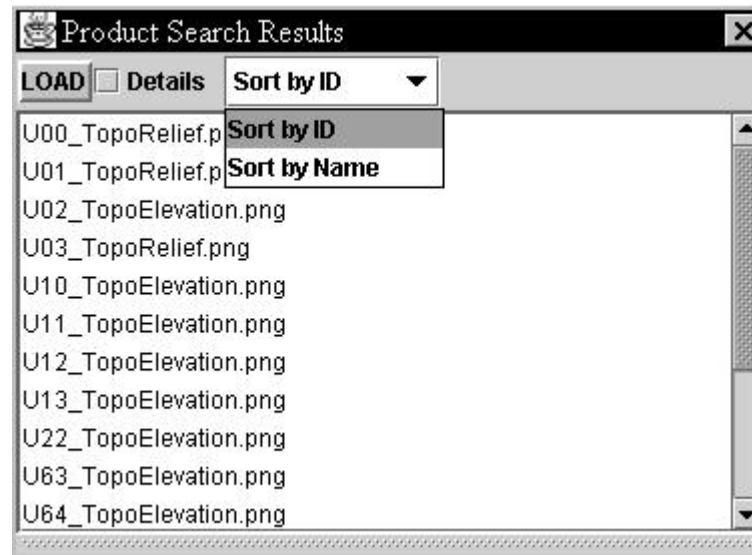 Product Search Results
LOAD Details Sort by ID
Sort by ID
Sort by Name
U00_TopoRelief.p
U01_TopoRelief.p
U02_TopoElevation.png
U03_TopoRelief.png
U10_TopoElevation.png
U11_TopoElevation.png
U12_TopoElevation.png
U13_TopoElevation.png
U22_TopoElevation.png
U63_TopoElevation.png
U64_TopoElevation.png